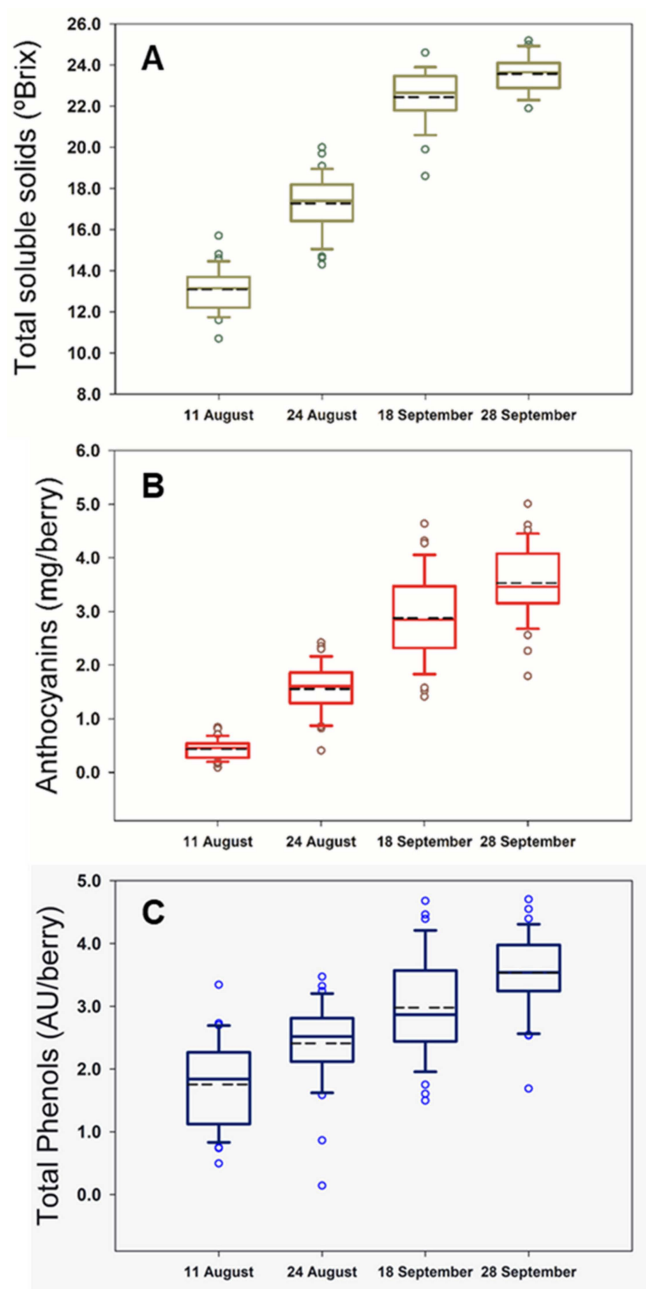 A
Total soluble solids (ºBrix)
26.0
24.0
22.0
20.0
18.0
16.0
14.0
12.0
10.0
8.0
11 August 24 August 18 September 28 September
B
Anthocyanins (mg/berry)
6.0
5.0
4.0
3.0
2.0
1.0
0.0
11 August 24 August 18 September 28 September
C
Total Phenols (AU/berry)
5.0
4.0
3.0
2.0
1.0
0.0
11 August 24 August 18 September 28 September